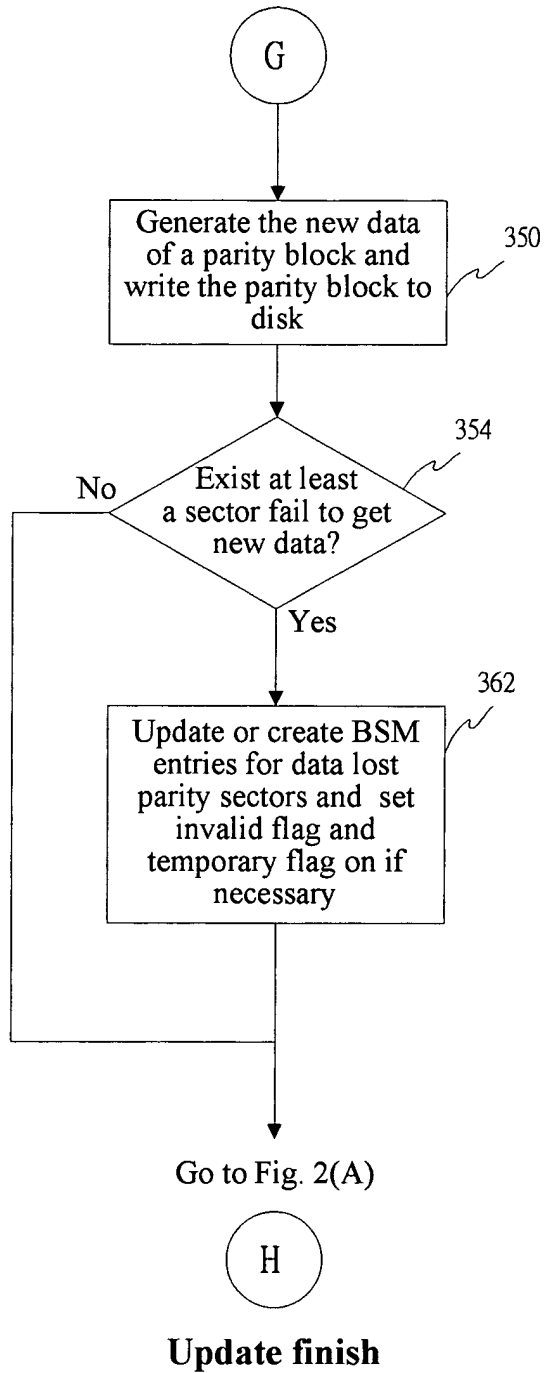 G
Generate the new data
of a parity block and
write the parity block to
disk
350
354
Exist at least
a sector fail to get
new data?
No
Yes
362
Update or create BSM
entries for data lost
parity sectors and set
invalid flag and
temporary flag on if
necessary
Go to Fig. 2(A)
H
Update finish